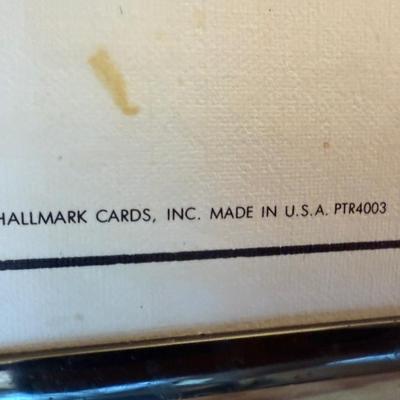 HALLMARK CARDS, INC. MADE IN U.S.A. PTR4003